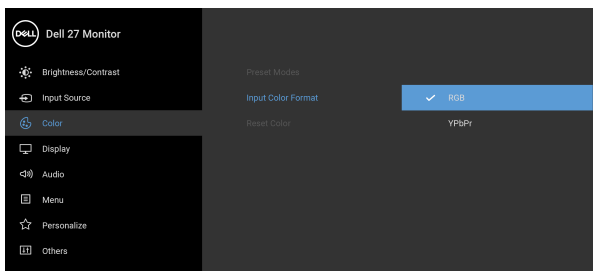 DELL Dell 27 Monitor
Brightness/Contrast
Preset Modes
Input Source
Input Color Format
RGB
Color
Reset Color
YPbPr
Display
Audio
Menu
Personalize
Others